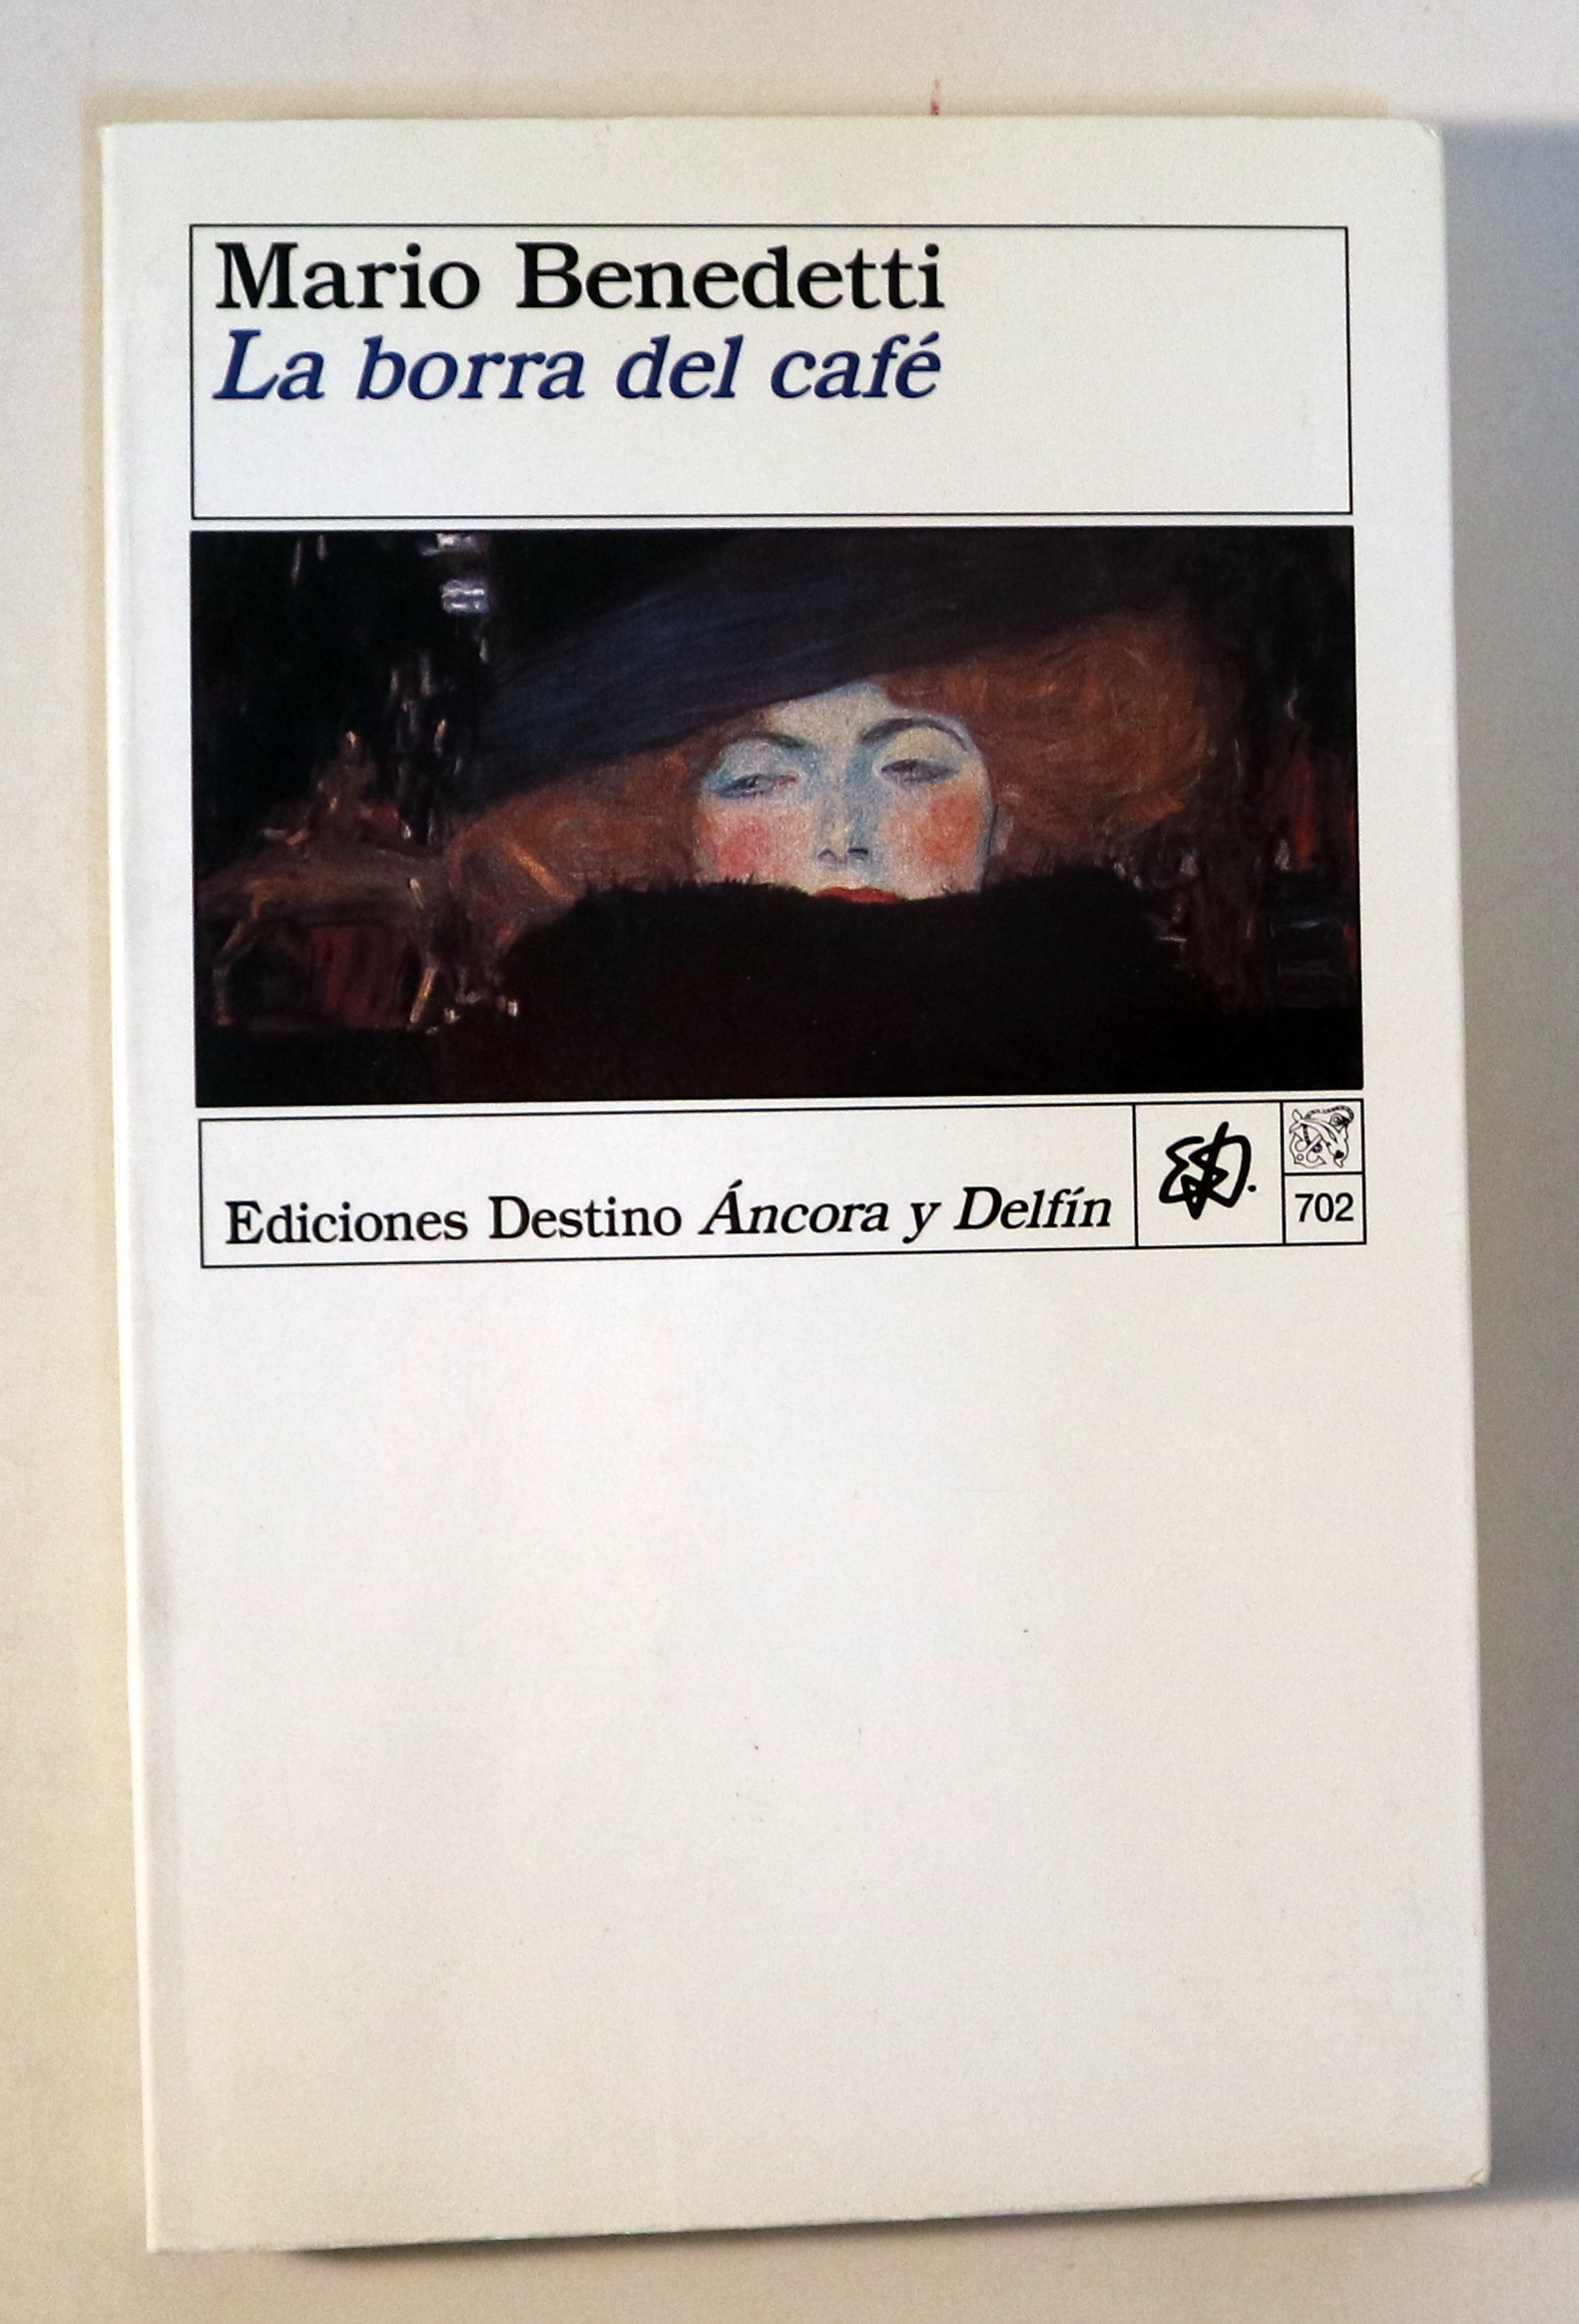 Mario Benedetti
La borra del café
Ediciones Destino Áncora y Delfín
702